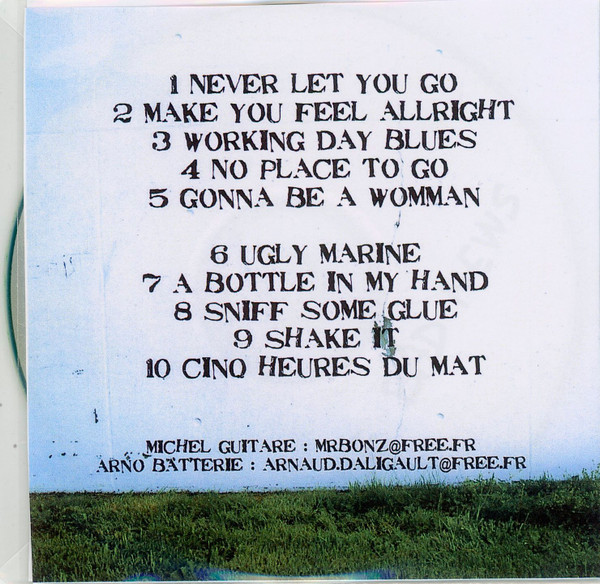 1 NEVER LET YOU GO
2 MAKE YOU FEEL ALLRIGHT
3 WORKING DAY BLUES
4 NO PLACE TO GO
5 GONNA BE A WOMMAN
6 UGLY MARINE
7 A BOTTLE IN MY HAND
8 SNIFF SOME GLUE
9 SHAKE IT
10 CINQ HEURES DU MAT
MICHEL GUITARE : MRBONZ@FREE.FR
ARNO BATTERIE : ARNAUD.DALIGAULT@FREE.FR